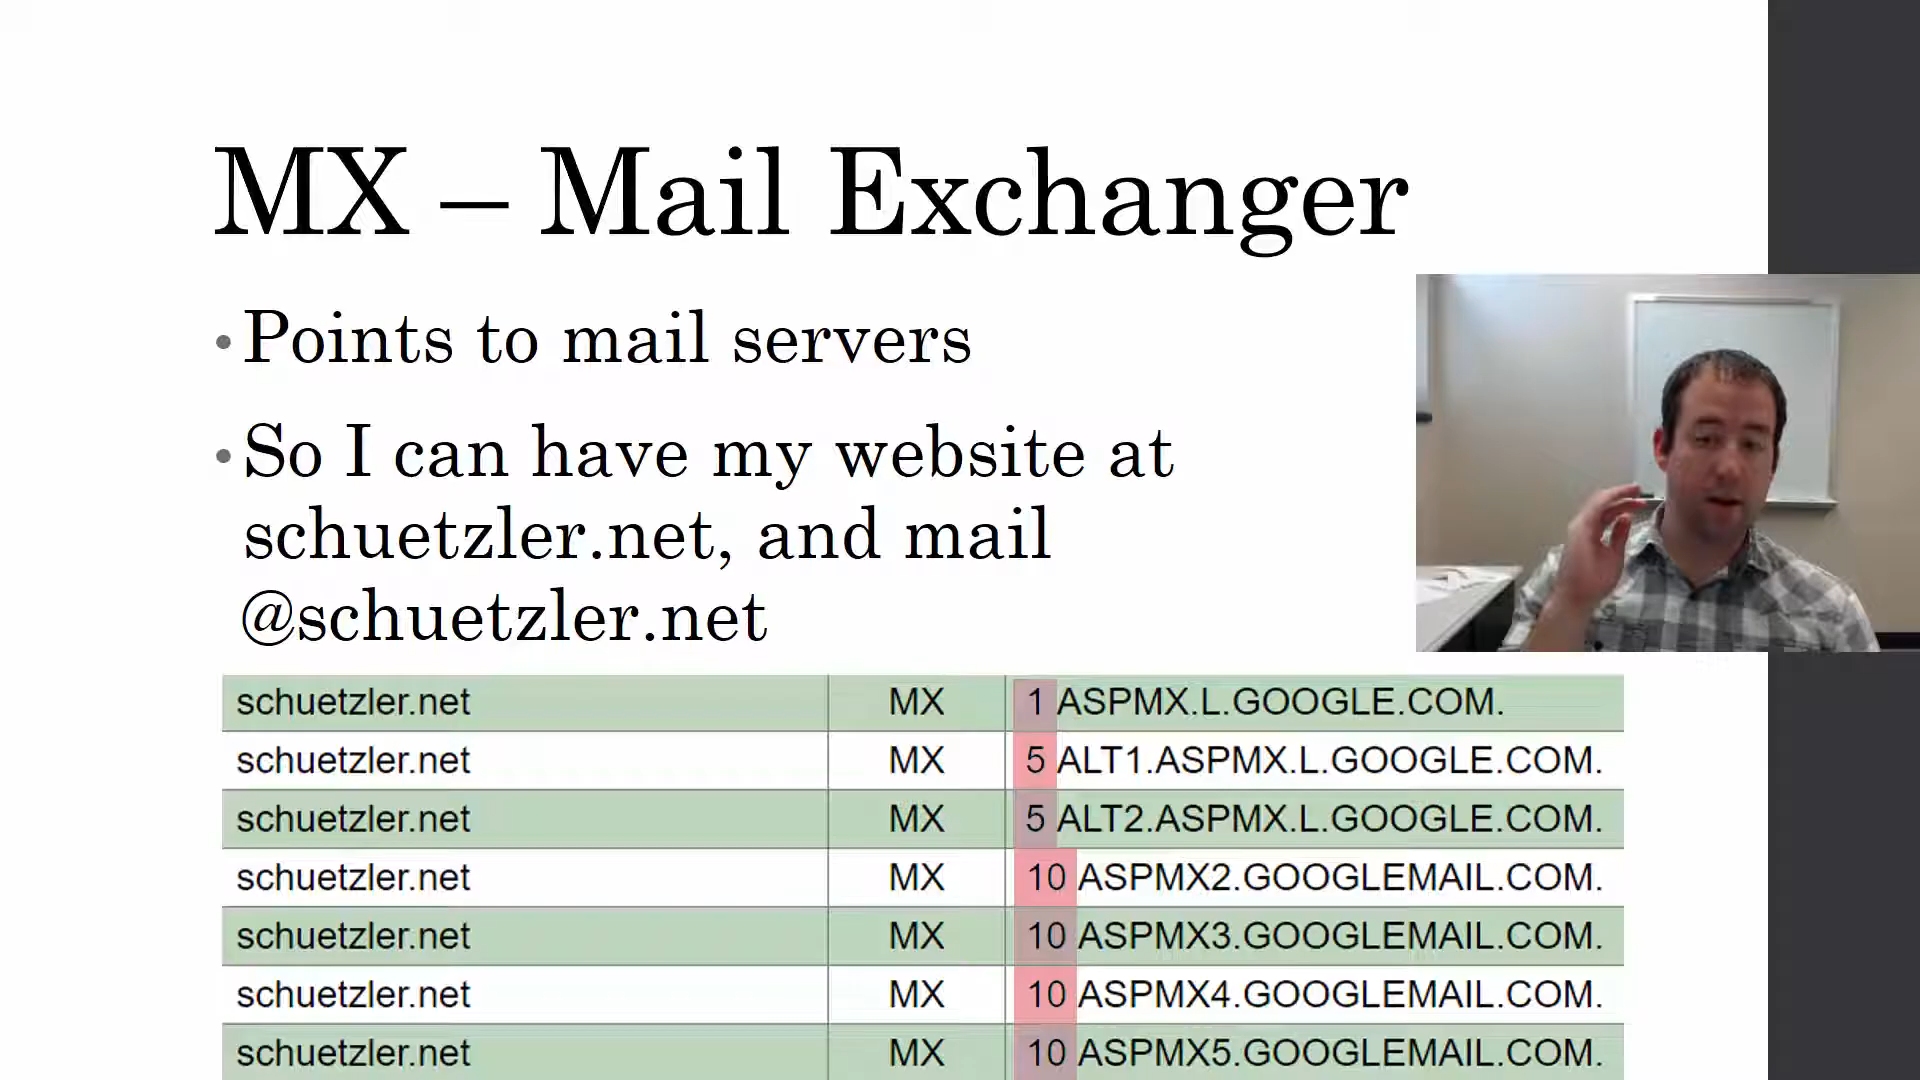 MX – Mail Exchanger
• Points to mail servers
• So I can have my website at
schuetzler.net, and mail
@schuetzler.net
schuetzler.net MX 1 ASPMX.L.GOOGLE.COM.
schuetzler.net MX 5 ALT1.ASPMX.L.GOOGLE.COM.
schuetzler.net MX 5 ALT2.ASPMX.L.GOOGLE.COM.
schuetzler.net MX 10 ASPMX2.GOOGLEMAIL.COM.
schuetzler.net MX 10 ASPMX3.GOOGLEMAIL.COM.
schuetzler.net MX 10 ASPMX4.GOOGLEMAIL.COM.
schuetzler.net MX 10 ASPMX5.GOOGLEMAIL.COM.